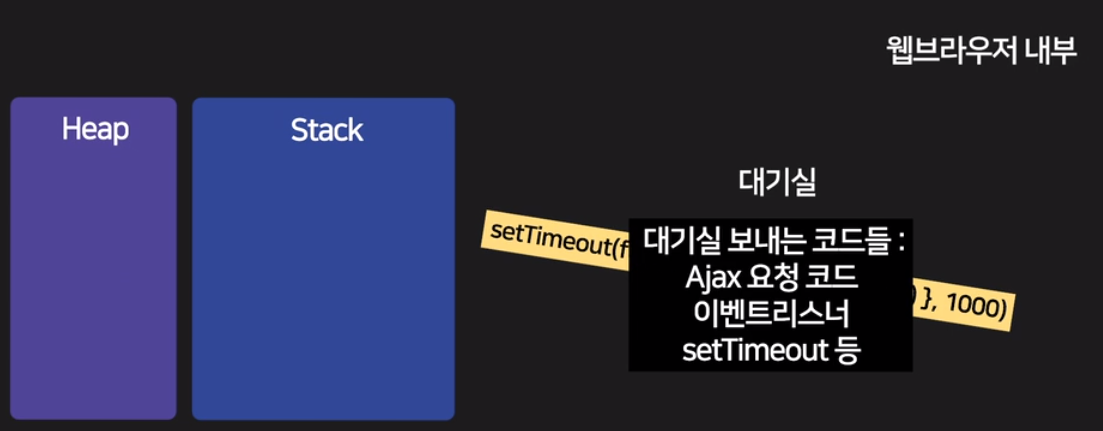 웹브라우저 내부
Heap
Stack
대기실
setTimeout(f
대기실 보내는 코드들 :
Ajax 요청 코드
이벤트리스너
setTimeout 등
) }, 1000)